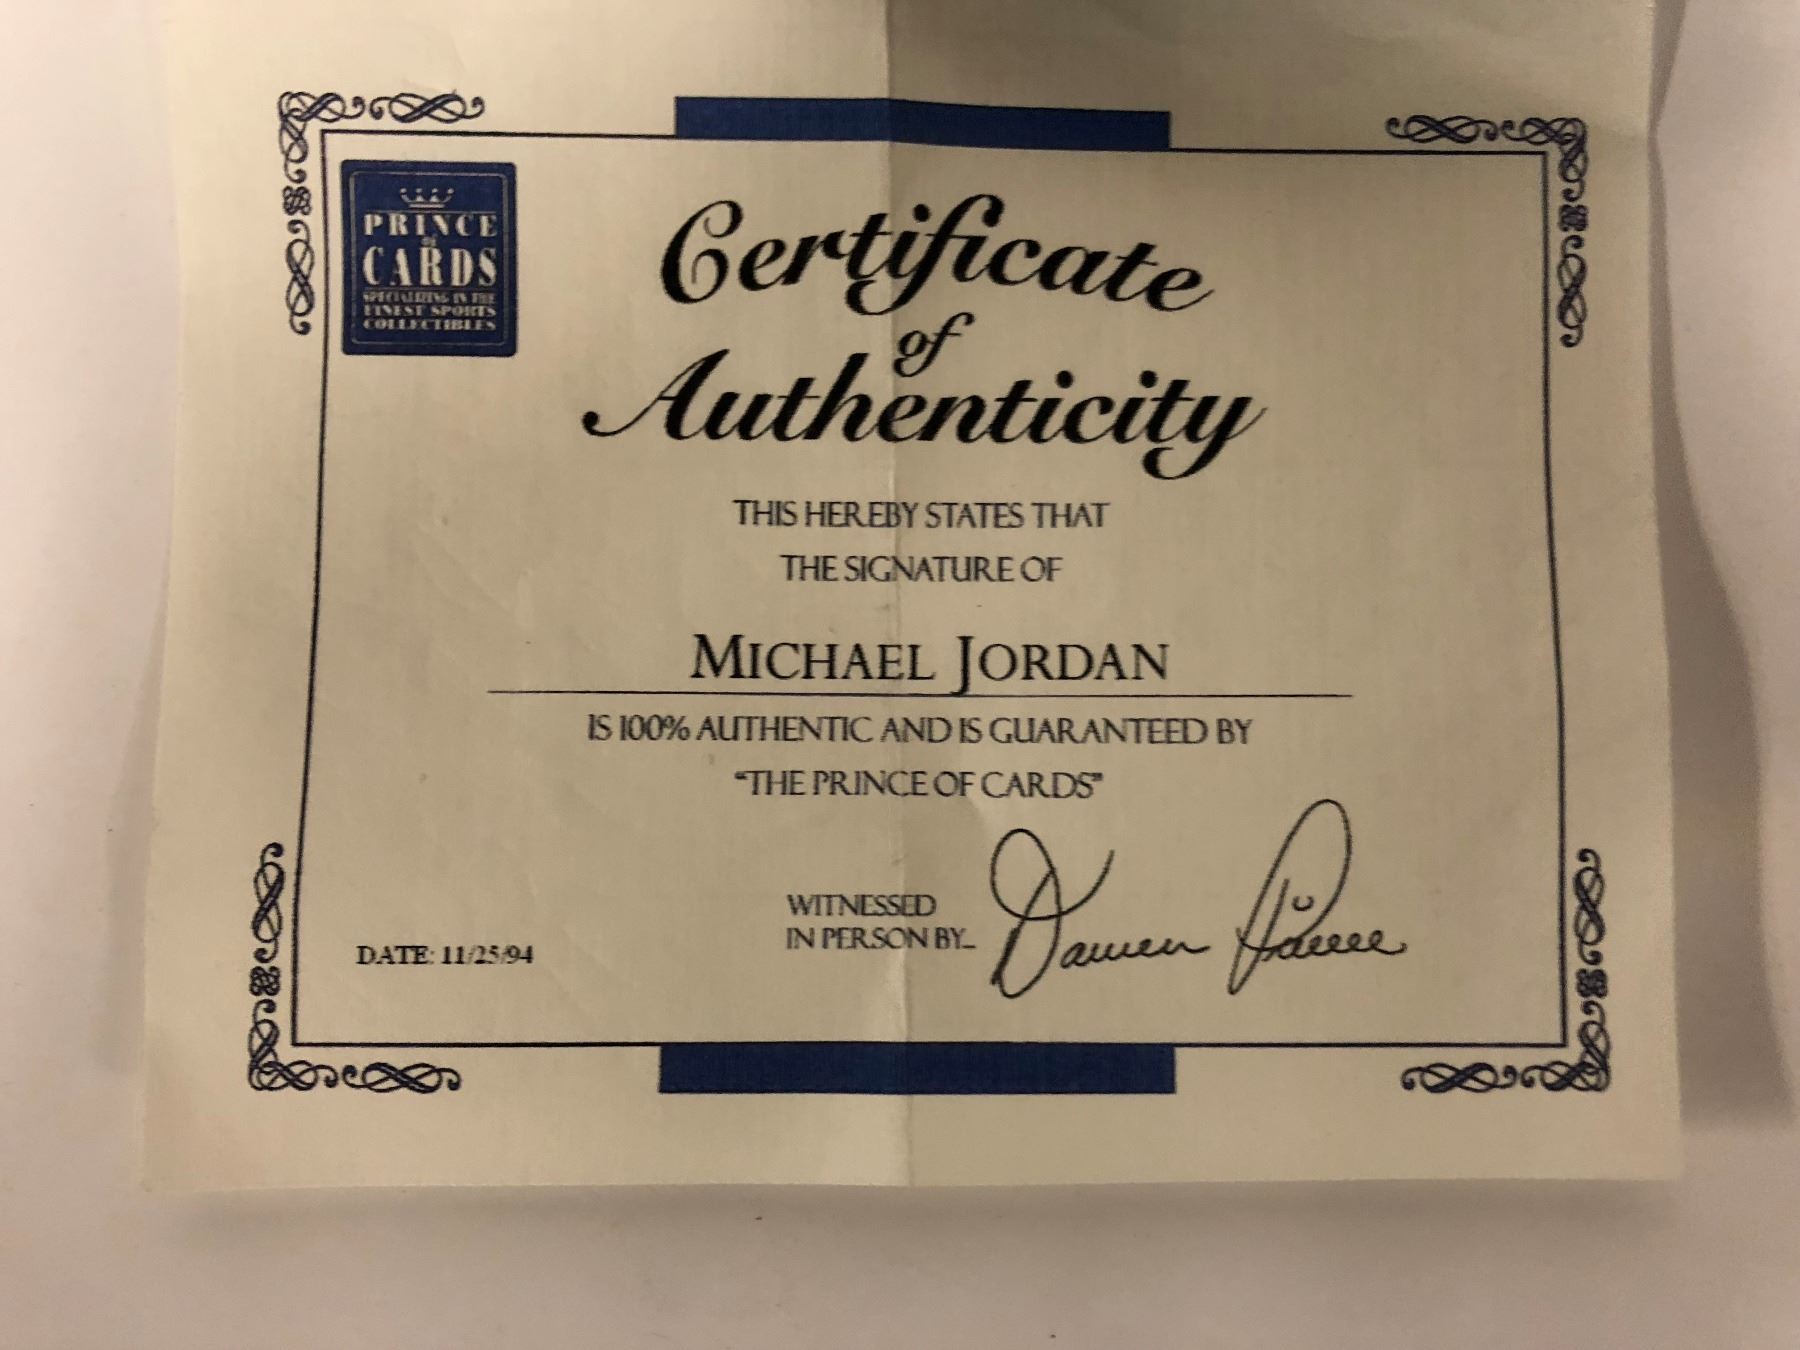 PRINCE
OF
CARDS
SPECIALIZING IN THE
FINEST SPORTS
COLLECTIBLES
Certificate
of
Authenticity
THIS HEREBY STATES THAT
THE SIGNATURE OF
MICHAEL JORDAN
IS 100% AUTHENTIC AND IS GUARANTEED BY
“THE PRINCE OF CARDS”
WITNESSED
IN PERSON BY...
DATE: 11/25/94